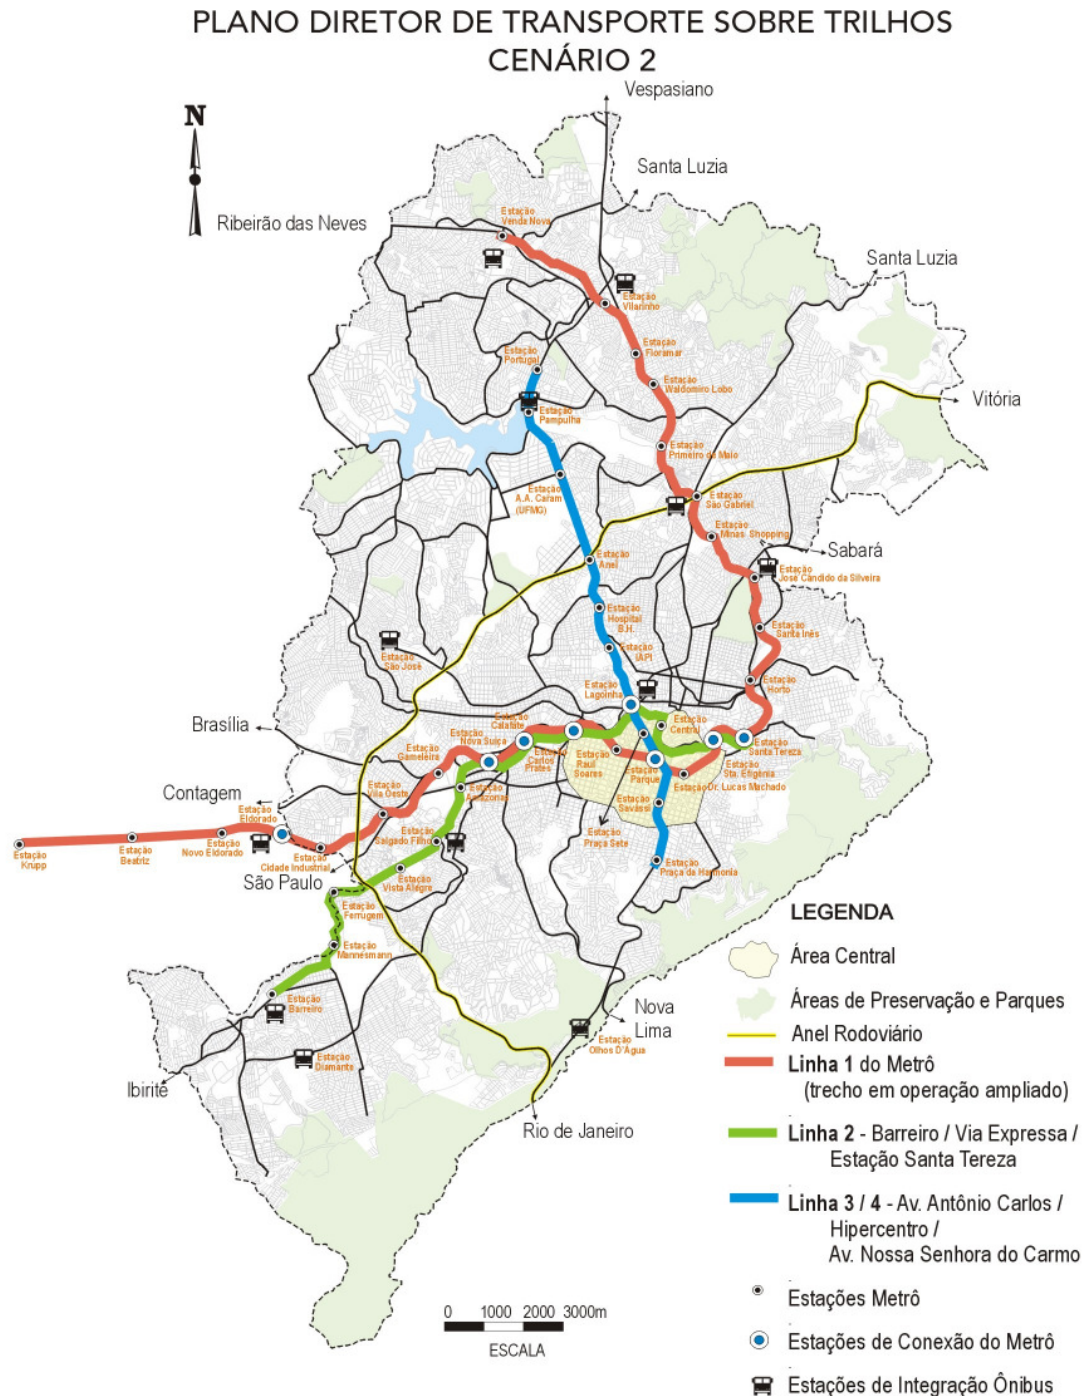 PLANO DIRETOR DE TRANSPORTE SOBRE TRILHOS
CENÁRIO 2
Vespasiano
N
Santa Luzia
Estação
Venda Nova
Ribeirão das Neves
Santa Luzia
Estação
Vilarinho
Estação
Floramar
Estação
Portugal
Estação
Waldomiro Lobo
Vitória
Estação
Pampulha
Estação
Primeiro de Maio
Estação
A.A. Caram
(UFMG)
Estação
São Gabriel
Estação
Minas Shopping
Sabará
Estação
Anel
Estação
José Cândido da Silveira
Estação
Hospital
B.H.
Estação
Santa Inês
Estação
São José
Estação
IAPI
Estação
Horto
Estação
Lagoinha
Brasília
Estação
Calafate
Estação
Central
Estação
Nova Suiça
Estação
Santa Tereza
Estação
Gameleira
Estação
Carlos
Prates
Estação
Raul
Soares
Estação
Parque
Estação
Sta. Efigênia
Contagem
Estação
Vila Oeste
Estação
Amazonas
Estação Dr. Lucas Machado
Estação
Eldorado
Estação
Savassi
Estação
Krupp
Estação
Beatriz
Estação
Novo Eldorado
Estação
Cidade Industrial
Estação
Salgado Filho
Estação
Praça Sete
São Paulo
Estação
Vista Alegre
Estação
Praça da Harmonia
Estação
Ferrugem
Estação
Mannesmann
Estação
Barreiro
Nova
Lima
Estação
Olhos D'Água
Estação
Diamante
Ibirité
Rio de Janeiro
LEGENDA
Área Central
Áreas de Preservação e Parques
Anel Rodoviário
Linha 1 do Metrô
(trecho em operação ampliado)
Linha 2 - Barreiro / Via Expressa /
Estação Santa Tereza
Linha 3 / 4 - Av. Antônio Carlos /
Hipercentro /
Av. Nossa Senhora do Carmo
Estações Metrô
Estações de Conexão do Metrô
Estações de Integração Ônibus
0 1000 2000 3000m
ESCALA